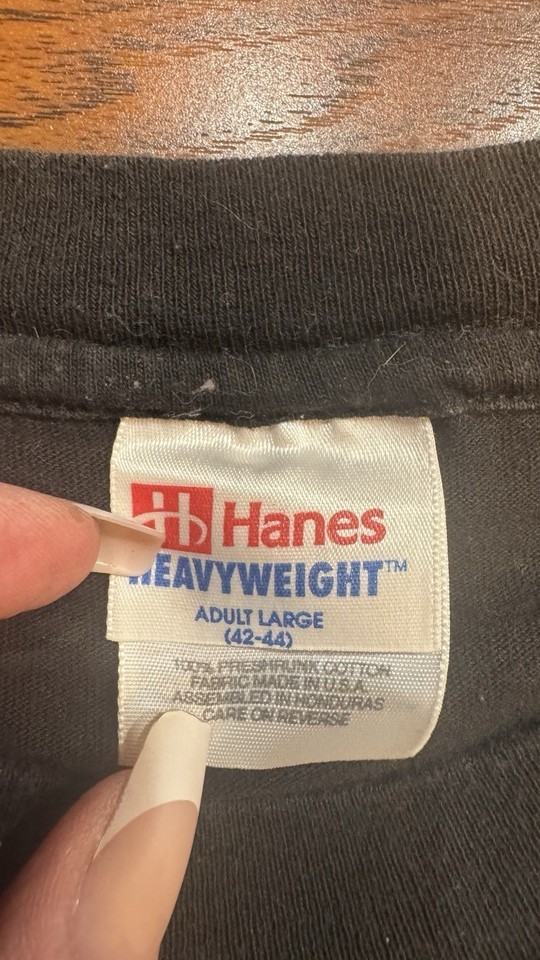 H Hanes
HEAVYWEIGHT™
ADULT LARGE
(42-44)
100% PRESHRUNK COTTON
FABRIC MADE IN U.S.A.
ASSEMBLED IN HONDURAS
CARE ON REVERSE